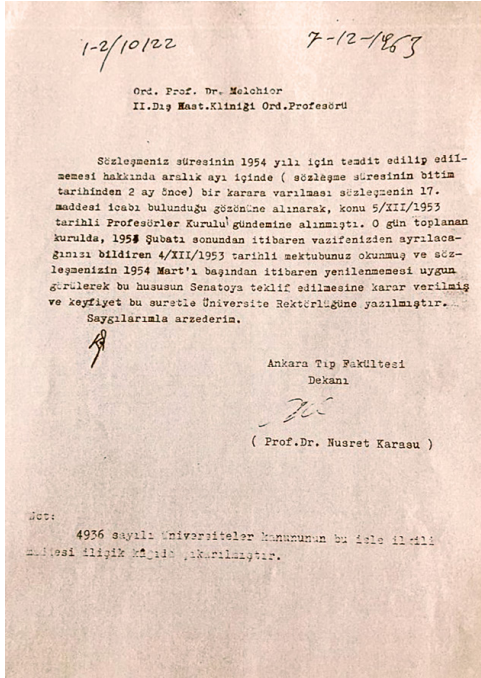 1-2/10122
7-12-1953
Ord. Prof. Dr. Melchior
II.Dış Hast.Kliniği Ord.Profesörü
Sözleşmeniz süresinin 1954 yılı için temdit edilip edil-
memesi hakkında aralık ayı içinde ( sözleşme süresinin bitim
tarihinden 2 ay önce) bir karara varılması sözleşmenin 17.
maddesi icabı bulunduğu gözönüne alınarak, konu 5/XII/1953
tarihli Profesörler Kurulu gündemine alınmıştı. O gün toplanan
kurulda, 1954 Şubatı sonundan itibaren vazifenizden ayrılaca-
ğınızı bildiren 4/XII/1953 tarihli mektubunuz okunmuş ve söz-
leşmenizin 1954 Mart'ı başından itibaren yenilenmemesi uygun
görülerek bu hususun Senatoya teklif edilmesine karar verilmiş
ve keyfiyet bu suretle Üniversite Rektörlüğüne yazılmıştır.
Saygılarımla arzederim.
Ankara Tıp Fakültesi
Dekanı
( Prof.Dr. Nusret Karasu )
Not:
4936 sayılı Üniversiteler kanununun bu işle ilgili
maddesi ilişik kâğıda çıkarılmıştır.